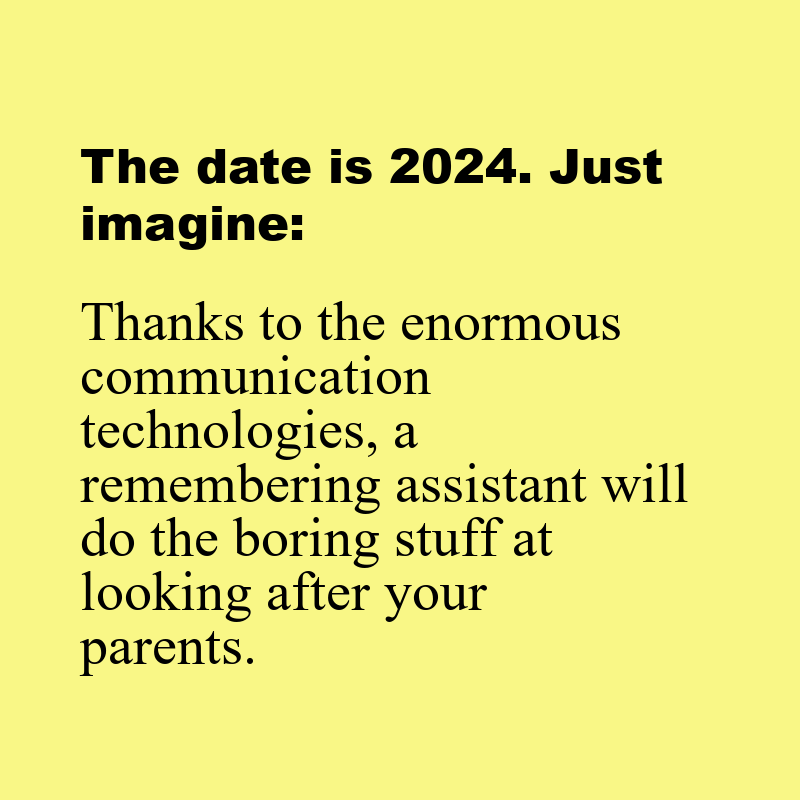 The date is 2024. Just
imagine:
Thanks to the enormous
communication
technologies, a
remembering assistant will
do the boring stuff at
looking after your
parents.